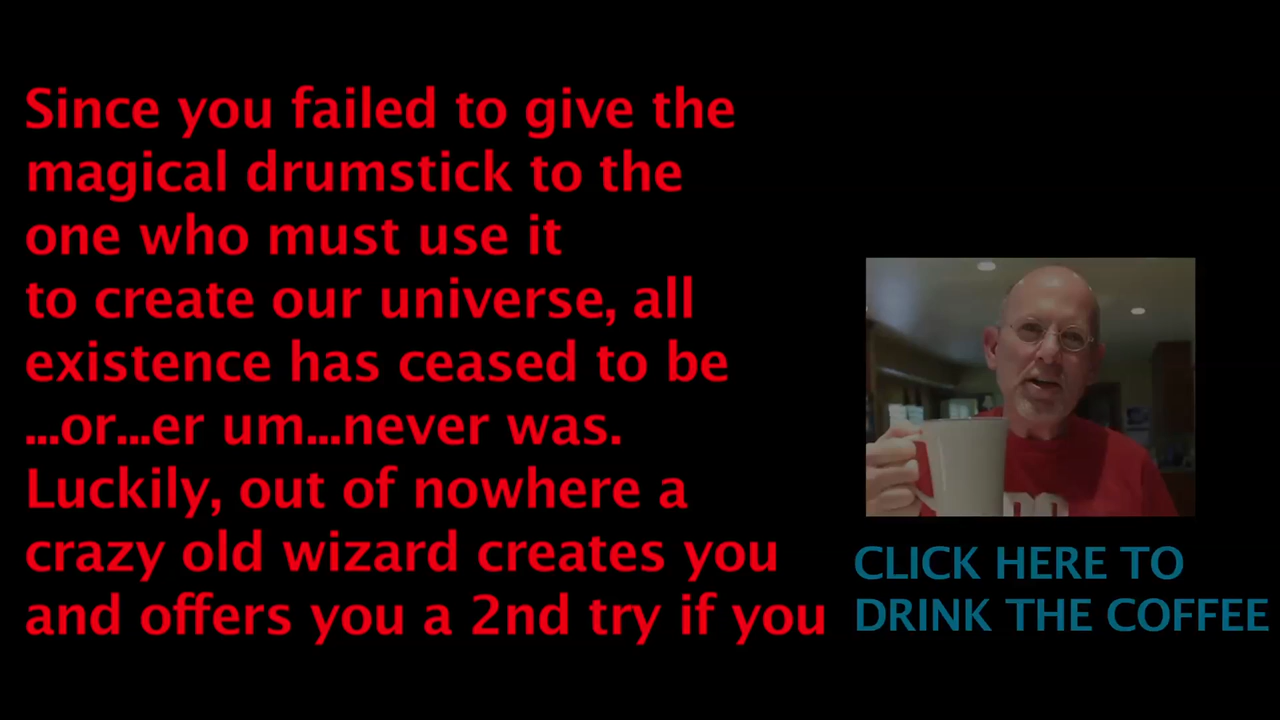 Since you failed to give the
magical drumstick to the
one who must use it
to create our universe, all
existence has ceased to be
...or...er um...never was.
Luckily, out of nowhere a
crazy old wizard creates you
and offers you a 2nd try if you
CLICK HERE TO
DRINK THE COFFEE